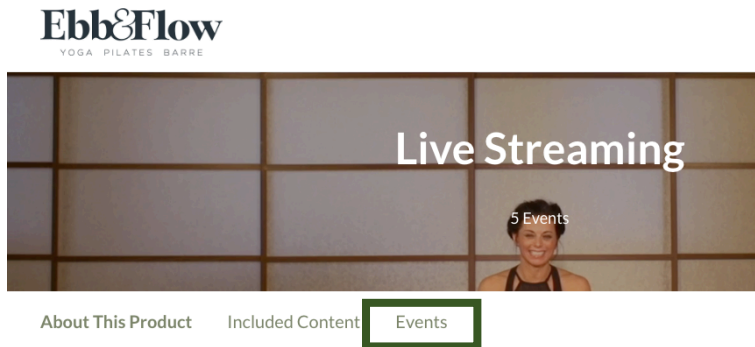 Ebb&Flow
YOGA PILATES BARRE
Live Streaming
5 Events
About This Product Included Content Events